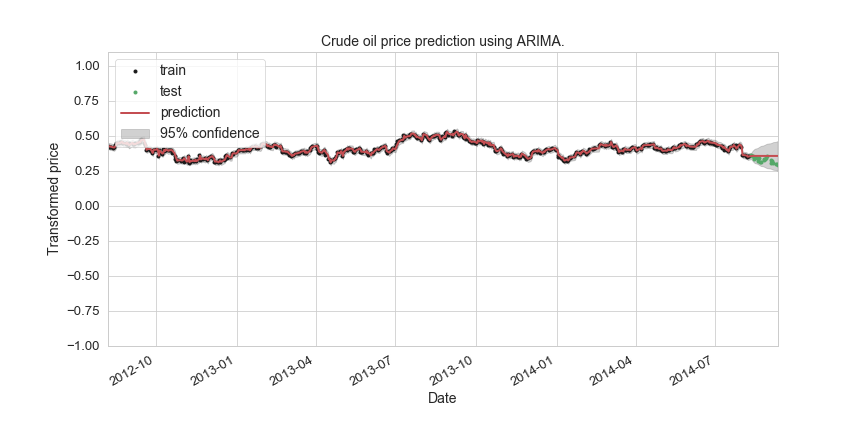 Crude oil price prediction using ARIMA.
train
test
prediction
95% confidence
1.00
0.75
0.50
0.25
0.00
−0.25
−0.50
−0.75
−1.00
Transformed price
2012-10
2013-01
2013-04
2013-07
2013-10
2014-01
2014-04
2014-07
Date